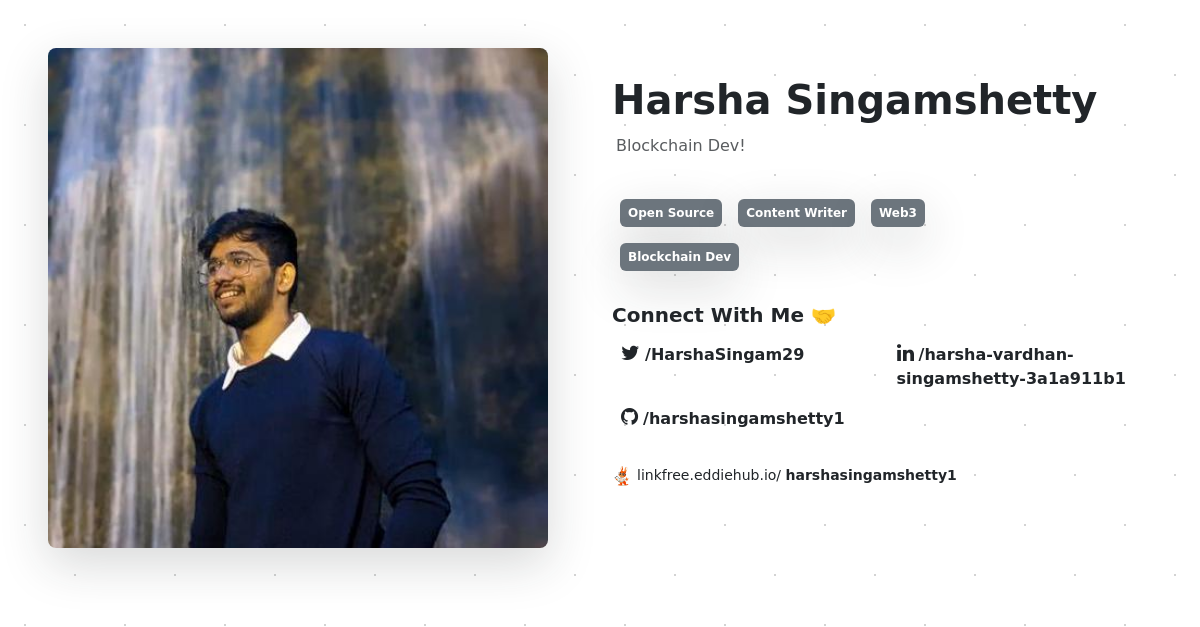 Harsha Singamshetty
Blockchain Dev!
Open Source Content Writer Web3
Blockchain Dev
Connect With Me 🤝
/HarshaSingam29
/harsha-vardhan-
singamshetty-3a1a911b1
/harshasingamshetty1
linkfree.eddiehub.io/ harshasingamshetty1